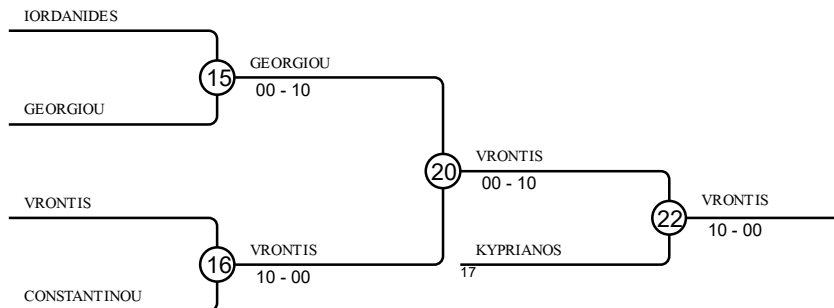 IORDANIDES
15
GEORGIOU
00 - 10
GEORGIOU
20
VRONTIS
00 - 10
VRONTIS
22
VRONTIS
10 - 00
16
VRONTIS
10 - 00
KYPRIANOS
17
CONSTANTINOU